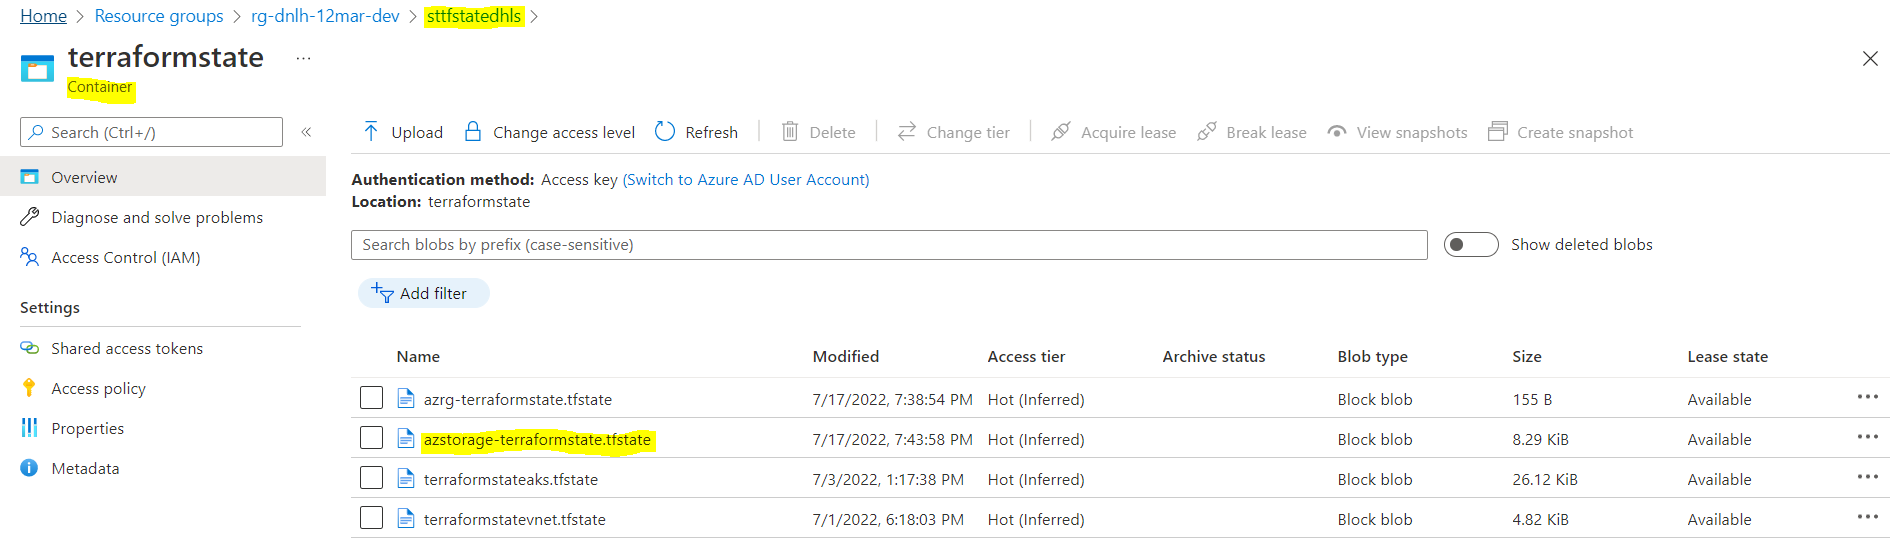 Home > Resource groups > rg-dnlh-12mar-dev > sttfstatedhls >
terraformstate ...
Container
Search (Ctrl+/) «
Upload Change access level Refresh Delete Change tier Acquire lease Break lease View snapshots Create snapshot
Overview
Diagnose and solve problems
Access Control (IAM)
Settings
Shared access tokens
Access policy
Properties
Metadata
Authentication method: Access key (Switch to Azure AD User Account)
Location: terraformstate
Search blobs by prefix (case-sensitive) Show deleted blobs
Add filter
Name Modified Access tier Archive status Blob type Size Lease state
azrg-terraformstate.tfstate 7/17/2022, 7:38:54 PM Hot (Inferred) Block blob 155 B Available ...
azstorage-terraformstate.tfstate 7/17/2022, 7:43:58 PM Hot (Inferred) Block blob 8.29 KiB Available ...
terraformstateaks.tfstate 7/3/2022, 1:17:38 PM Hot (Inferred) Block blob 26.12 KiB Available ...
terraformstatevnet.tfstate 7/1/2022, 6:18:03 PM Hot (Inferred) Block blob 4.82 KiB Available ...